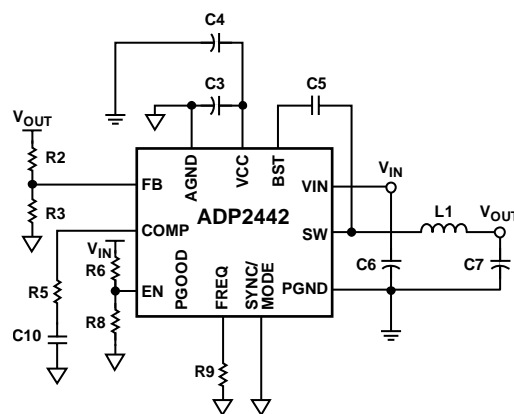 C4
C3
C5
VOUT
R2
R3
AGND
VCC
BST
FB
ADP2442
VIN
VIN
SW
L1
VOUT
COMP
VIN
R6
R5
EN
R8
C10
PGOOD
FREQ
SYNC/
MODE
PGND
C6
C7
R9